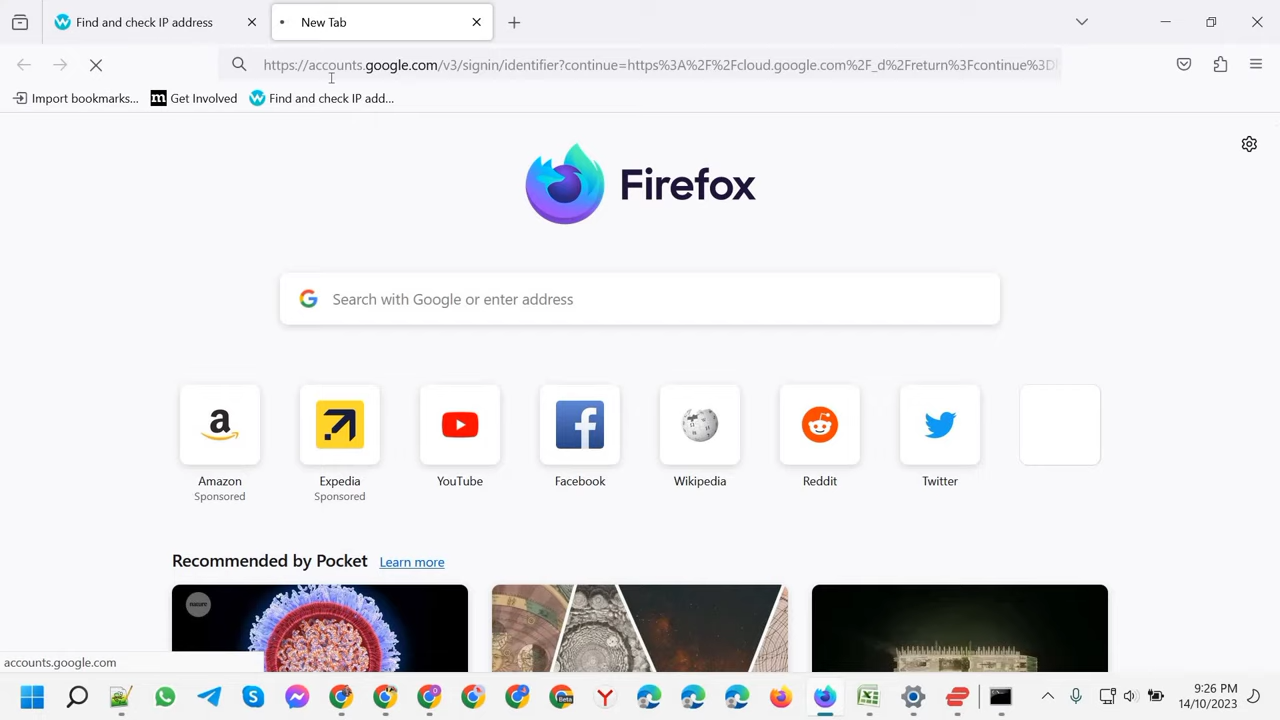 Find and check IP address
New Tab
https://accounts.google.com/v3/signin/identifier?continue=https%3A%2F%2Fcloud.google.com%2F_d%2Freturn%3Fcontinue%3D
Import bookmarks...
Get Involved
Find and check IP add...
Firefox
Search with Google or enter address
Amazon
Sponsored
Expedia
Sponsored
YouTube
Facebook
Wikipedia
Reddit
Twitter
Recommended by Pocket
Learn more
accounts.google.com
9:26 PM
14/10/2023